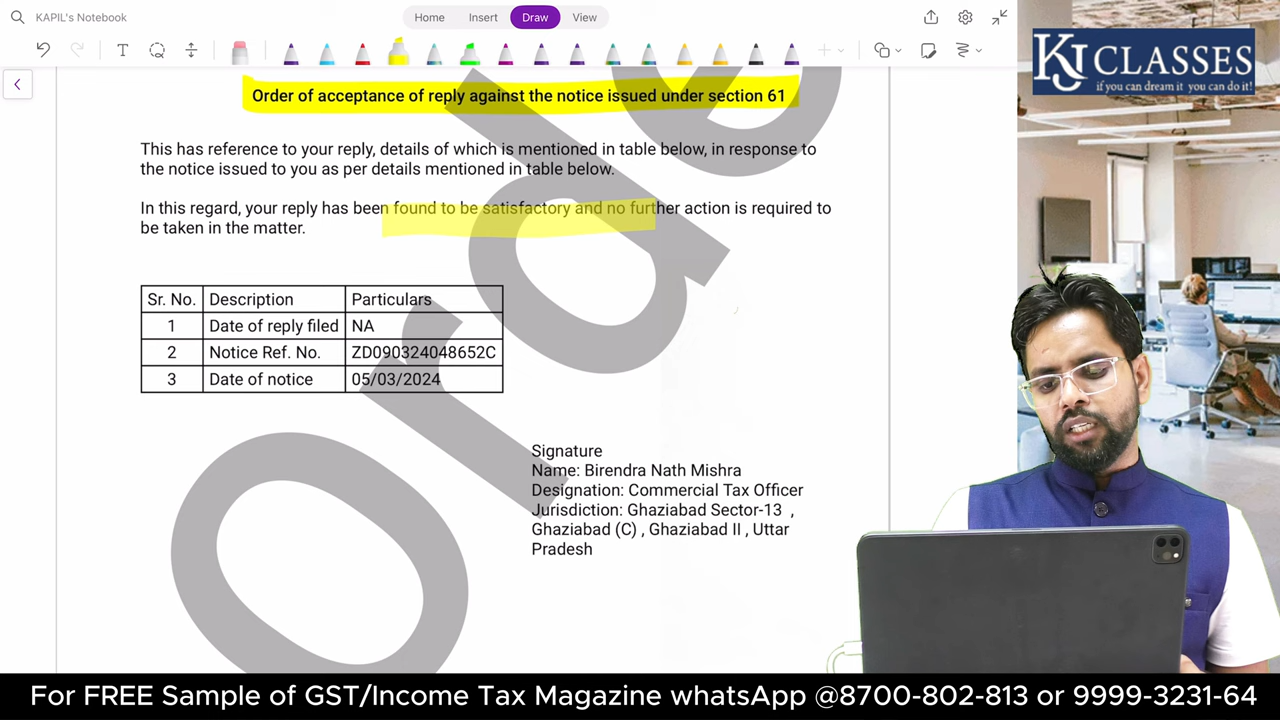 KAPIL's Notebook
Home Insert Draw View
KJ CLASSES
if you can dream it you can do it!
Order of acceptance of reply against the notice issued under section 61
This has reference to your reply, details of which is mentioned in table below, in response to
the notice issued to you as per details mentioned in table below.
In this regard, your reply has been found to be satisfactory and no further action is required to
be taken in the matter.
Sr. No. Description Particulars
1 Date of reply filed NA
2 Notice Ref. No. ZD090324048652C
3 Date of notice 05/03/2024
Orde
Signature
Name: Birendra Nath Mishra
Designation: Commercial Tax Officer
Jurisdiction: Ghaziabad Sector-13 ,
Ghaziabad (C) , Ghaziabad II , Uttar
Pradesh
For FREE Sample of GST/Income Tax Magazine whatsApp @8700-802-813 or 9999-3231-64